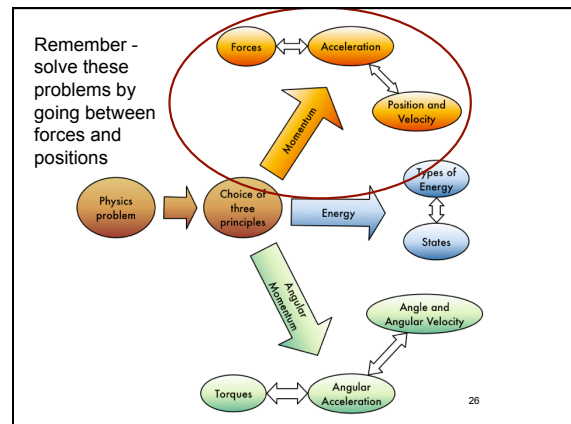 Remember -
solve these
problems by
going between
forces and
positions
Forces
Acceleration
Position and
Velocity
Momentum
Physics
problem
Choice of
three
principles
Energy
Types of
Energy
States
Angular
Momentum
Angle and
Angular Velocity
Torques
Angular
Acceleration
26